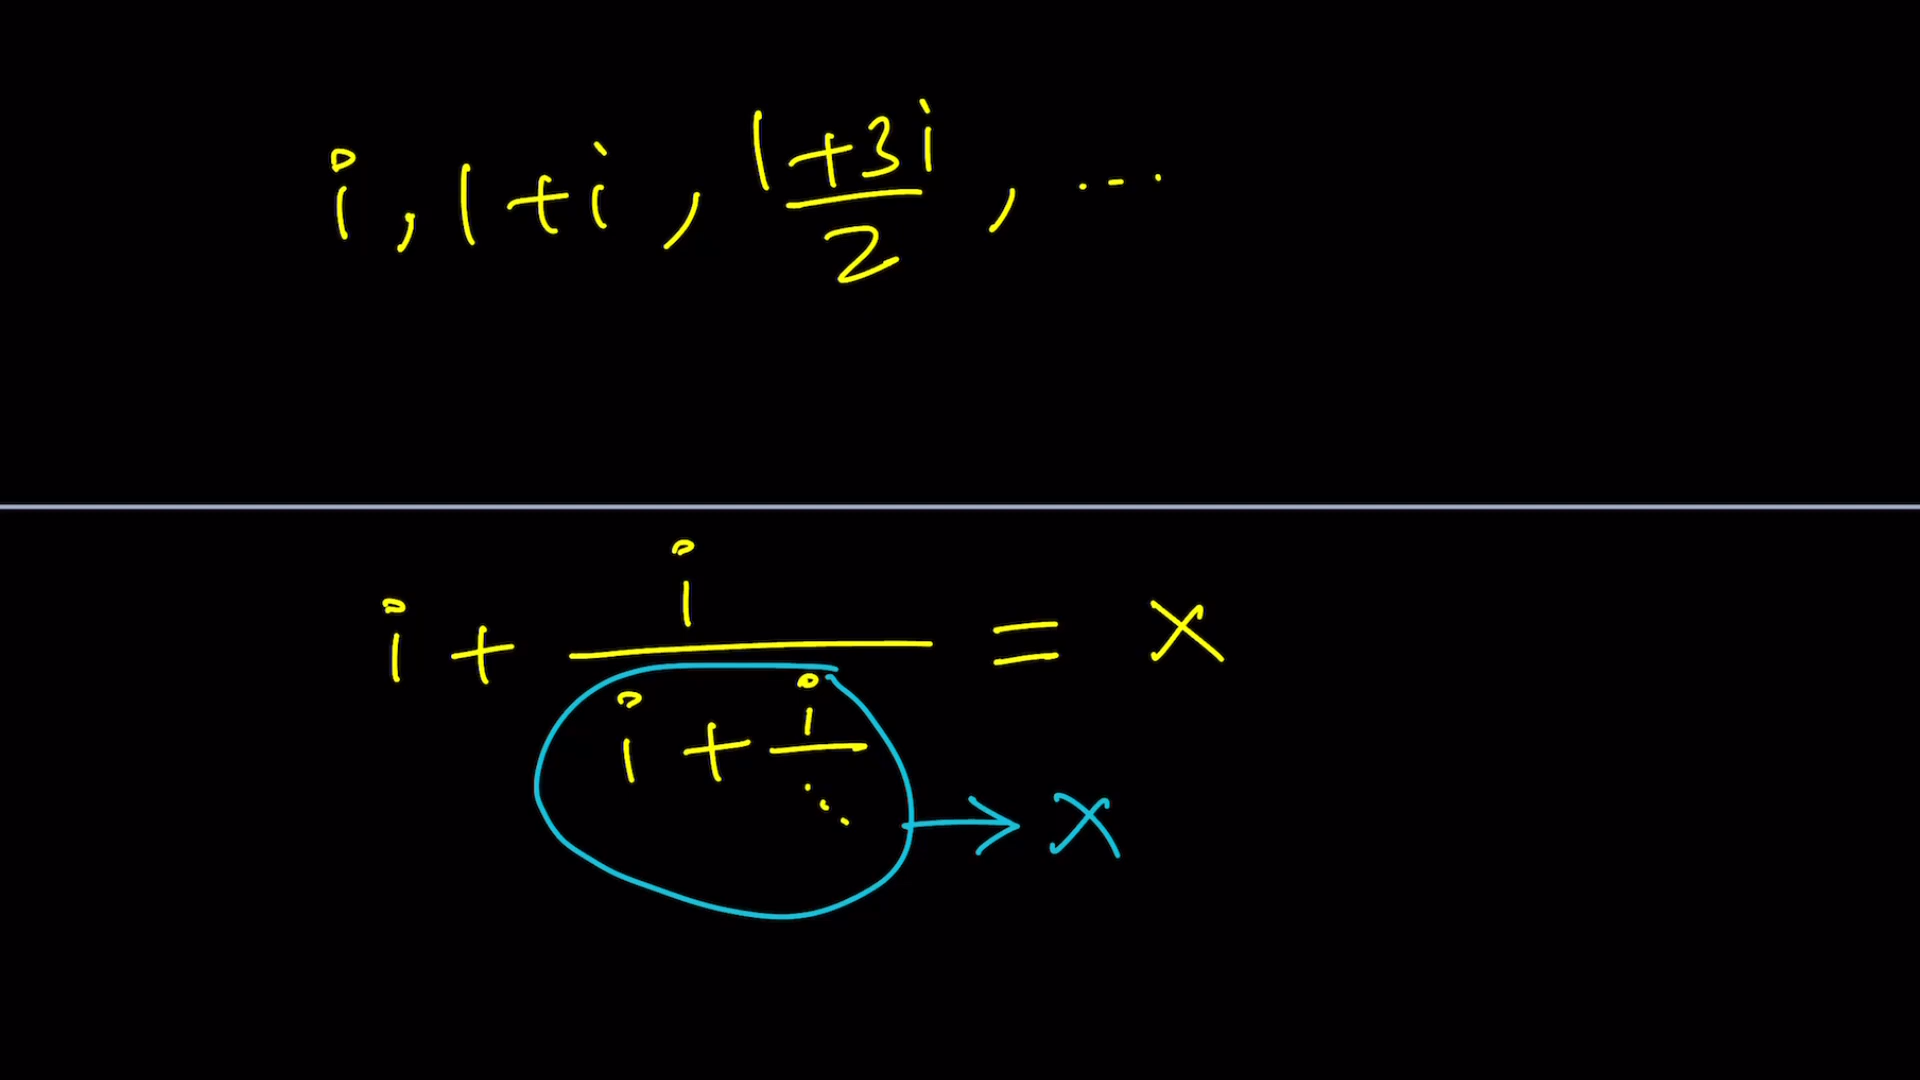 i, 1+i, (1+3i)/2, ...
i + i/(i + i/⋱) = x
→ x